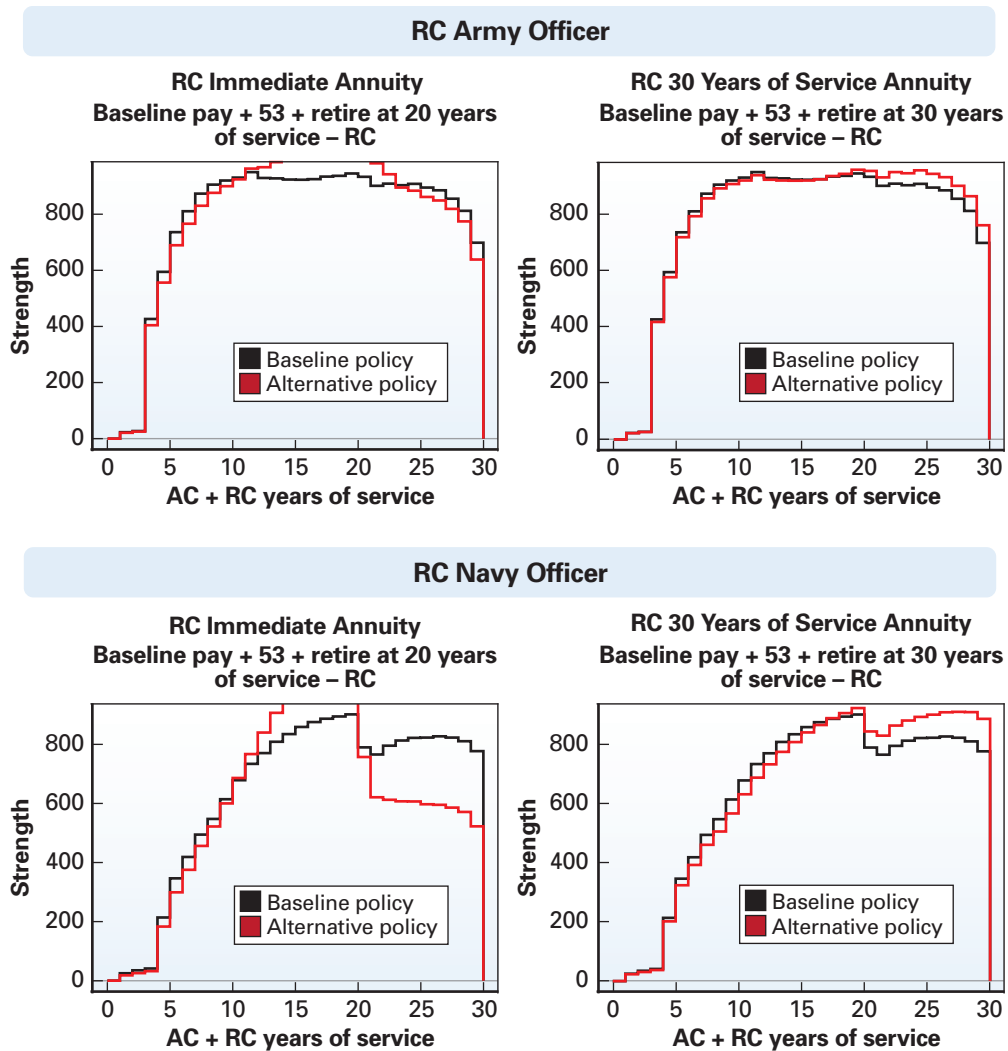 RC Army Officer
RC Immediate Annuity
Baseline pay + 53 + retire at 20 years
of service – RC
Strength
800
600
400
200
0
Baseline policy
Alternative policy
0 5 10 15 20 25 30
AC + RC years of service
RC 30 Years of Service Annuity
Baseline pay + 53 + retire at 30 years
of service – RC
Strength
800
600
400
200
0
Baseline policy
Alternative policy
0 5 10 15 20 25 30
AC + RC years of service
RC Navy Officer
RC Immediate Annuity
Baseline pay + 53 + retire at 20 years
of service – RC
Strength
800
600
400
200
0
Baseline policy
Alternative policy
0 5 10 15 20 25 30
AC + RC years of service
RC 30 Years of Service Annuity
Baseline pay + 53 + retire at 30 years
of service – RC
Strength
800
600
400
200
0
Baseline policy
Alternative policy
0 5 10 15 20 25 30
AC + RC years of service